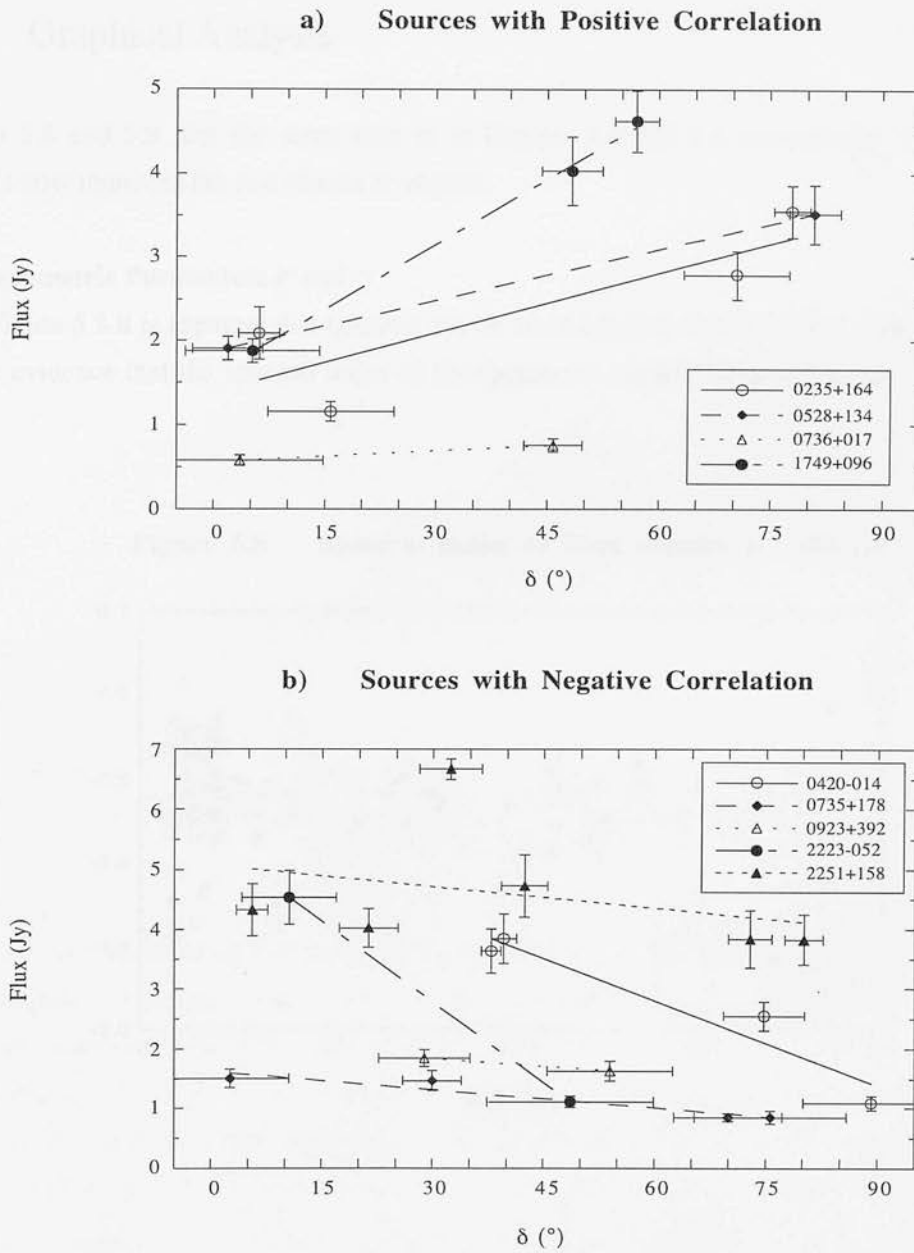 a) Sources with Positive Correlation
5
4
3
2
1
0
Flux (Jy)
0 15 30 45 60 75 90
δ (°)
0235+164
0528+134
0736+017
1749+096
b) Sources with Negative Correlation
7
6
5
4
3
2
1
0
Flux (Jy)
0 15 30 45 60 75 90
δ (°)
0420-014
0735+178
0923+392
2223-052
2251+158